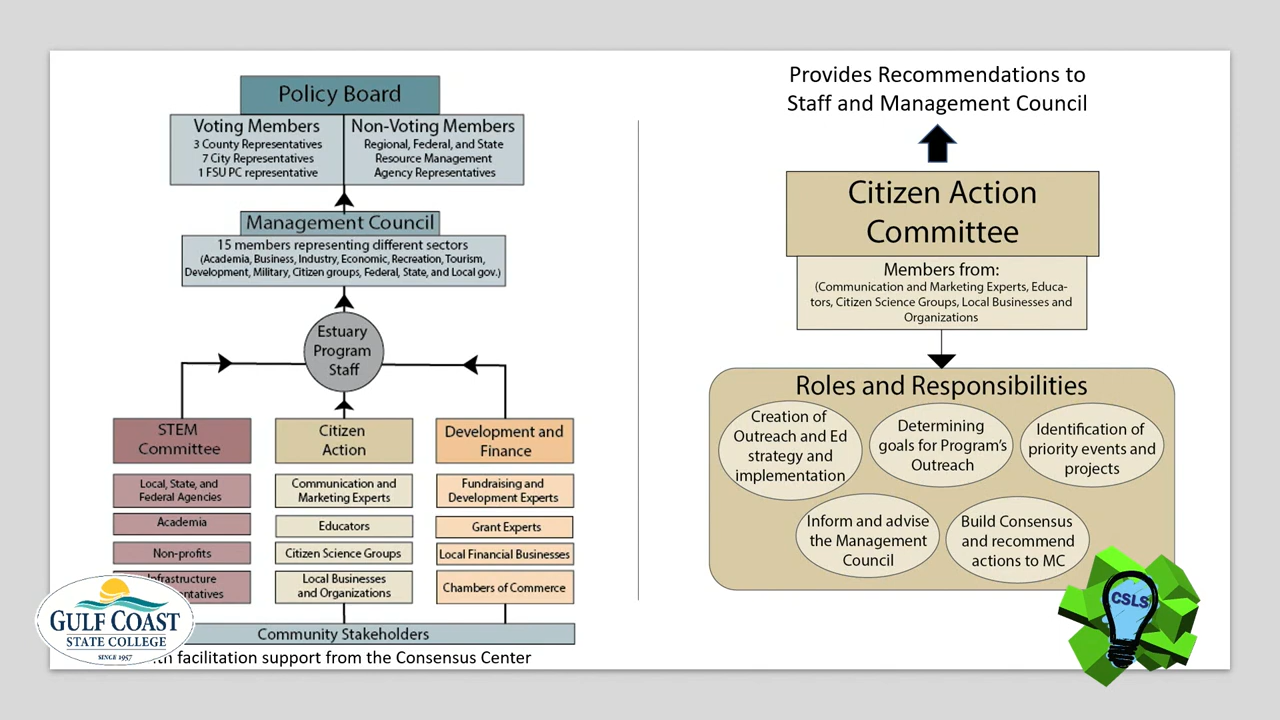 Policy Board
Voting Members
3 County Representatives
7 City Representatives
1 FSU PC representative
Non-Voting Members
Regional, Federal, and State
Resource Management
Agency Representatives
Management Council
15 members representing different sectors
(Academia, Business, Industry, Economic, Recreation, Tourism,
Development, Military, Citizen groups, Federal, State, and Local gov.)
Estuary
Program
Staff
STEM
Committee
Local, State, and
Federal Agencies
Academia
Non-profits
Infrastructure
Citizen
Action
Communication and
Marketing Experts
Educators
Citizen Science Groups
Local Businesses
and Organizations
Development and
Finance
Fundraising and
Development Experts
Grant Experts
Local Financial Businesses
Chambers of Commerce
Community Stakeholders
facilitation support from the Consensus Center
GULF COAST
STATE COLLEGE
SINCE 1957
Provides Recommendations to
Staff and Management Council
Citizen Action
Committee
Members from:
(Communication and Marketing Experts, Educa-
tors, Citizen Science Groups, Local Businesses and
Organizations
Roles and Responsibilities
Creation of
Outreach and Ed
strategy and
implementation
Determining
goals for Program's
Outreach
Identification of
priority events and
projects
Inform and advise
the Management
Council
Build Consensus
and recommend
actions to MC
CSLS